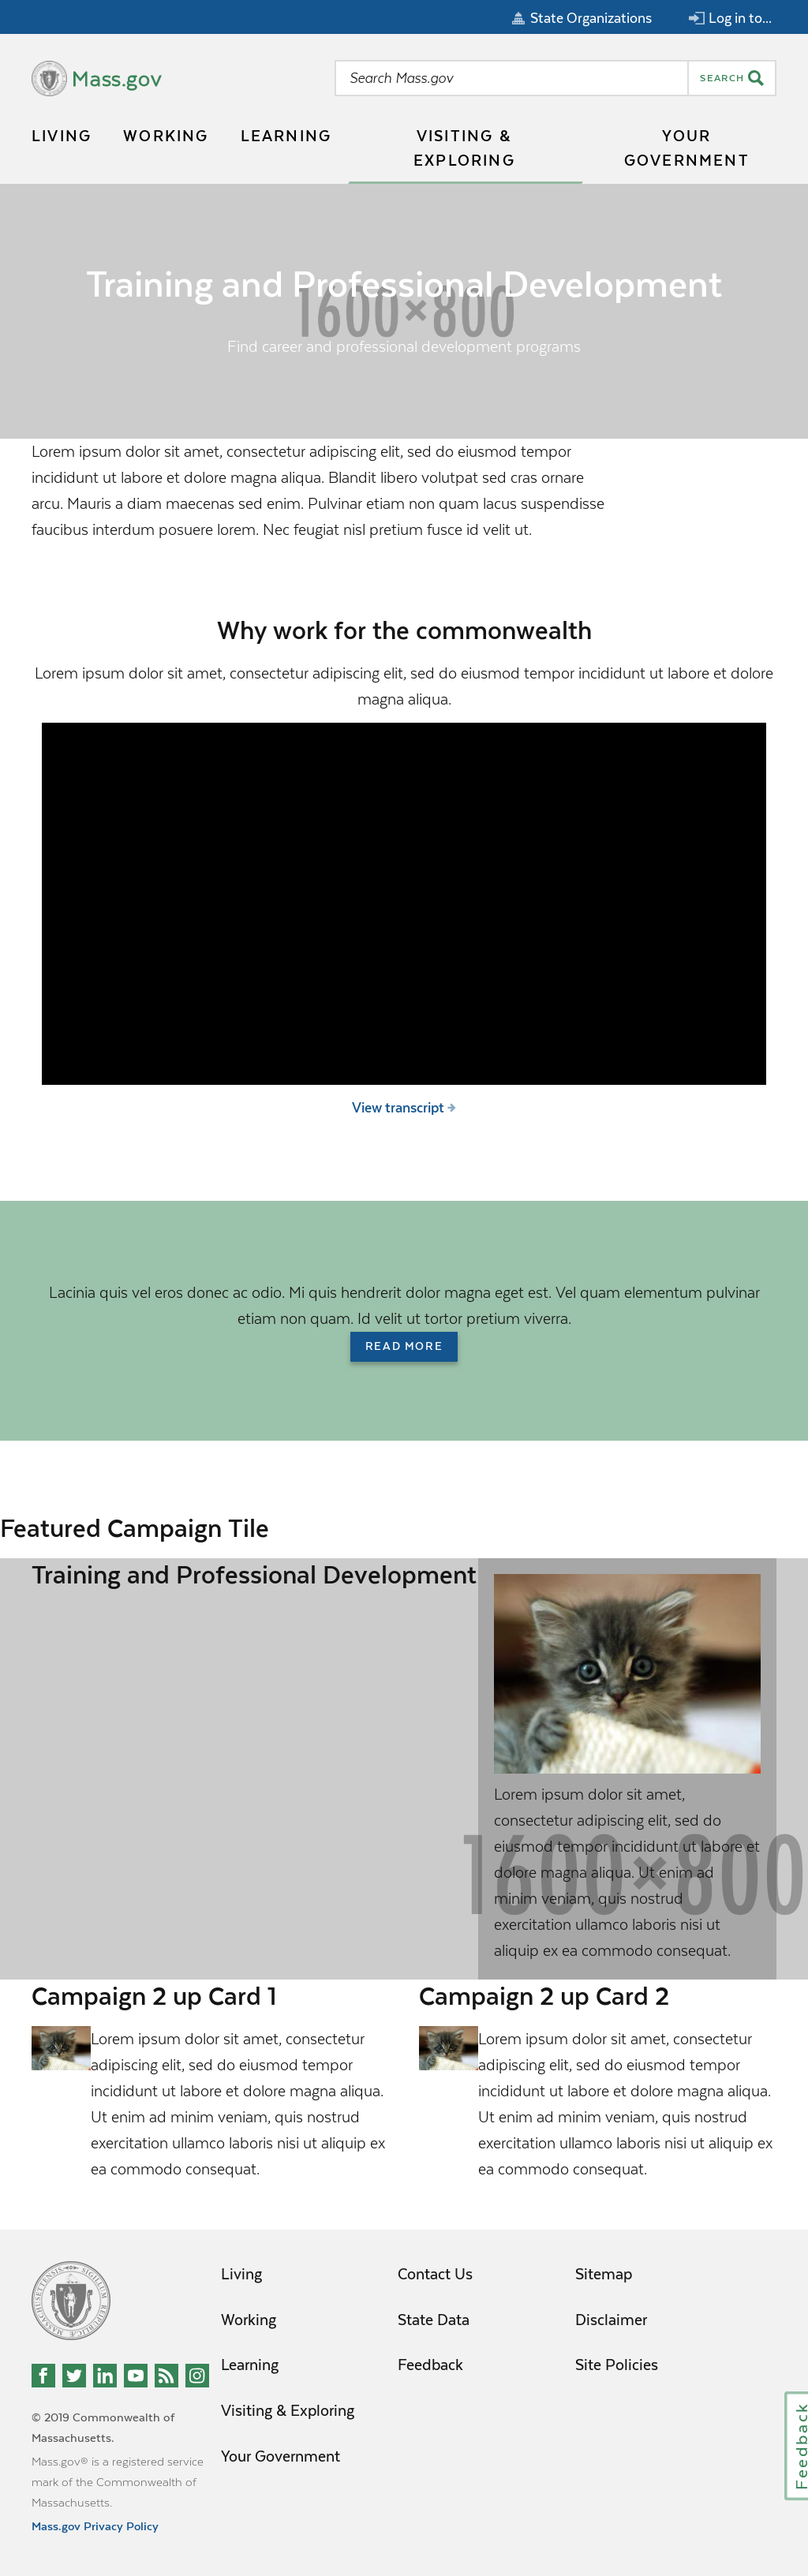 State Organizations
Log in to...
Mass.gov
Search Mass.gov
SEARCH
LIVING
WORKING
LEARNING
VISITING &
EXPLORING
YOUR
GOVERNMENT
1600×800
Training and Professional Development
Find career and professional development programs
Lorem ipsum dolor sit amet, consectetur adipiscing elit, sed do eiusmod tempor
incididunt ut labore et dolore magna aliqua. Blandit libero volutpat sed cras ornare
arcu. Mauris a diam maecenas sed enim. Pulvinar etiam non quam lacus suspendisse
faucibus interdum posuere lorem. Nec feugiat nisl pretium fusce id velit ut.
Why work for the commonwealth
Lorem ipsum dolor sit amet, consectetur adipiscing elit, sed do eiusmod tempor incididunt ut labore et dolore
magna aliqua.
View transcript
Lacinia quis vel eros donec ac odio. Mi quis hendrerit dolor magna eget est. Vel quam elementum pulvinar
etiam non quam. Id velit ut tortor pretium viverra.
READ MORE
Featured Campaign Tile
Training and Professional Development
Lorem ipsum dolor sit amet,
consectetur adipiscing elit, sed do
eiusmod tempor incididunt ut labore et
dolore magna aliqua. Ut enim ad
minim veniam, quis nostrud
exercitation ullamco laboris nisi ut
aliquip ex ea commodo consequat.
1600×800
Campaign 2 up Card 1
Lorem ipsum dolor sit amet, consectetur
adipiscing elit, sed do eiusmod tempor
incididunt ut labore et dolore magna aliqua.
Ut enim ad minim veniam, quis nostrud
exercitation ullamco laboris nisi ut aliquip ex
ea commodo consequat.
Campaign 2 up Card 2
Lorem ipsum dolor sit amet, consectetur
adipiscing elit, sed do eiusmod tempor
incididunt ut labore et dolore magna aliqua.
Ut enim ad minim veniam, quis nostrud
exercitation ullamco laboris nisi ut aliquip ex
ea commodo consequat.
© 2019 Commonwealth of
Massachusetts.
Mass.gov® is a registered service
mark of the Commonwealth of
Massachusetts.
Mass.gov Privacy Policy
Living
Working
Learning
Visiting & Exploring
Your Government
Contact Us
State Data
Feedback
Sitemap
Disclaimer
Site Policies
Feedback